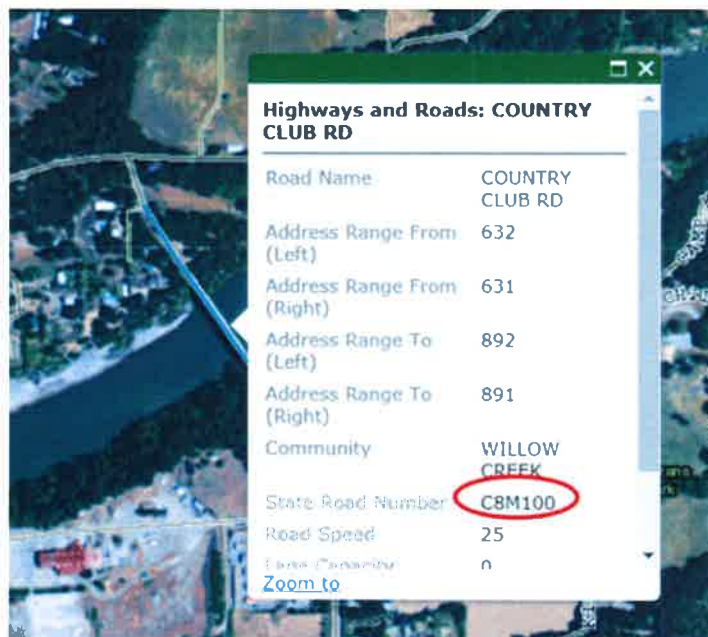 Highways and Roads: COUNTRY
CLUB RD
Road Name COUNTRY
CLUB RD
Address Range From 632
(Left)
Address Range From 631
(Right)
Address Range To 892
(Left)
Address Range To 891
(Right)
Community WILLOW
CREEK
State Road Number C8M100
Road Speed 25
Lane Capacity 0
Zoom to